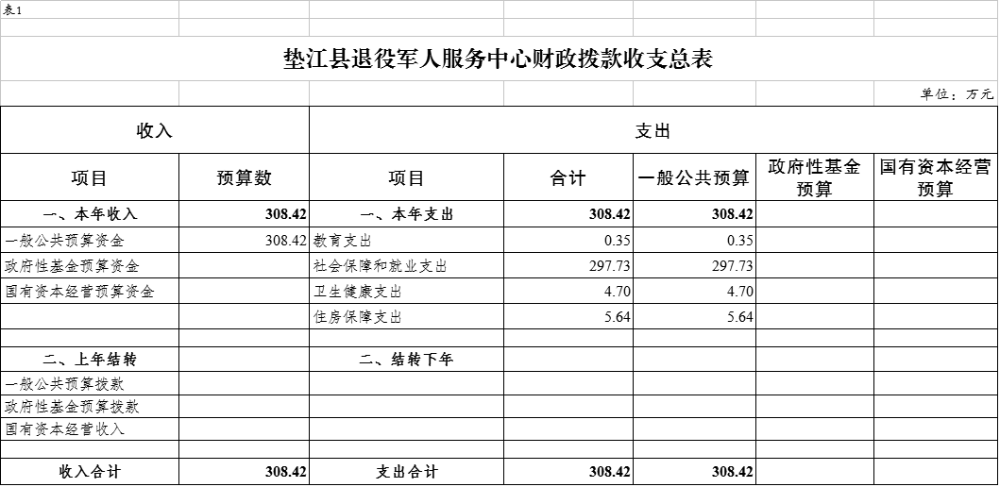 表1
垫江县退役军人服务中心财政拨款收支总表
单位：万元
收入 支出
项目 预算数 项目 合计 一般公共预算 政府性基金预算 国有资本经营预算
一、本年收入 308.42 一、本年支出 308.42 308.42
一般公共预算资金 308.42 教育支出 0.35 0.35
政府性基金预算资金 社会保障和就业支出 297.73 297.73
国有资本经营预算资金 卫生健康支出 4.70 4.70
住房保障支出 5.64 5.64
二、上年结转 二、结转下年
一般公共预算拨款
政府性基金预算拨款
国有资本经营收入
收入合计 308.42 支出合计 308.42 308.42